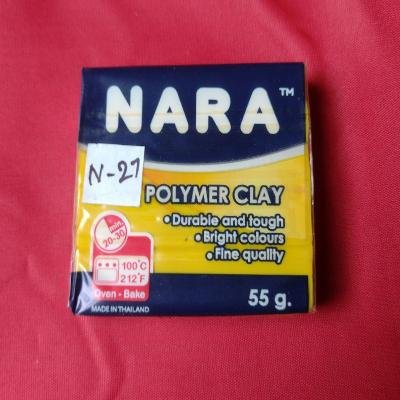 NARA™
N-27
POLYMER CLAY
• Durable and tough
• Bright colours
• Fine quality
min.
20-30
100°C
212°F
Oven - Bake
55 g.
MADE IN THAILAND